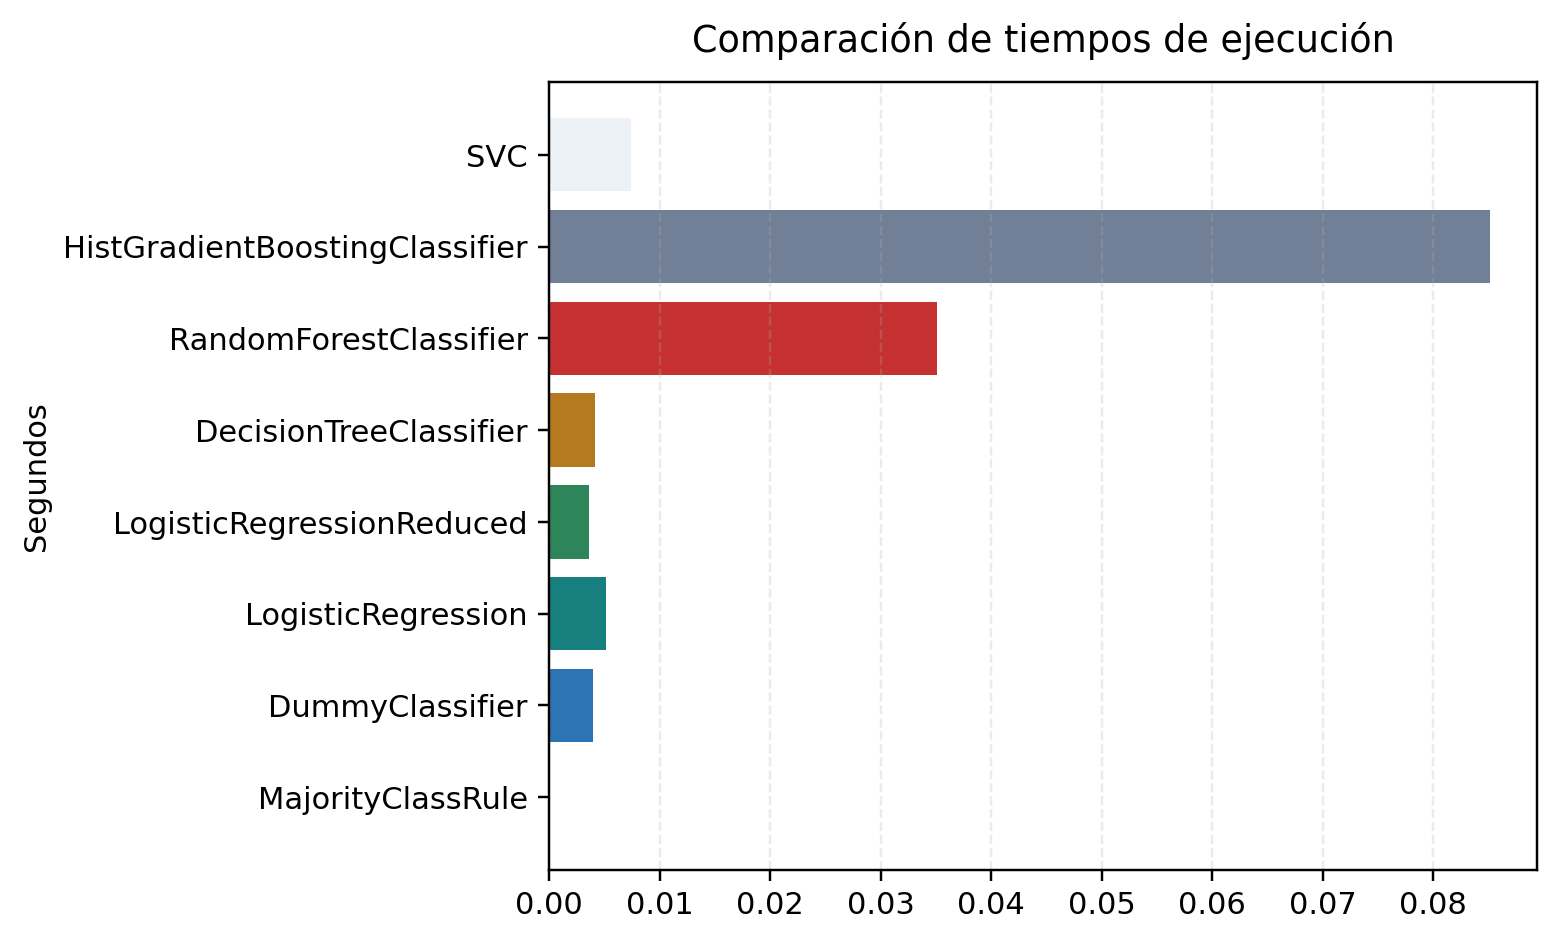 Comparación de tiempos de ejecución
SVC
HistGradientBoostingClassifier
RandomForestClassifier
DecisionTreeClassifier
LogisticRegressionReduced
LogisticRegression
DummyClassifier
MajorityClassRule
Segundos
0.00 0.01 0.02 0.03 0.04 0.05 0.06 0.07 0.08